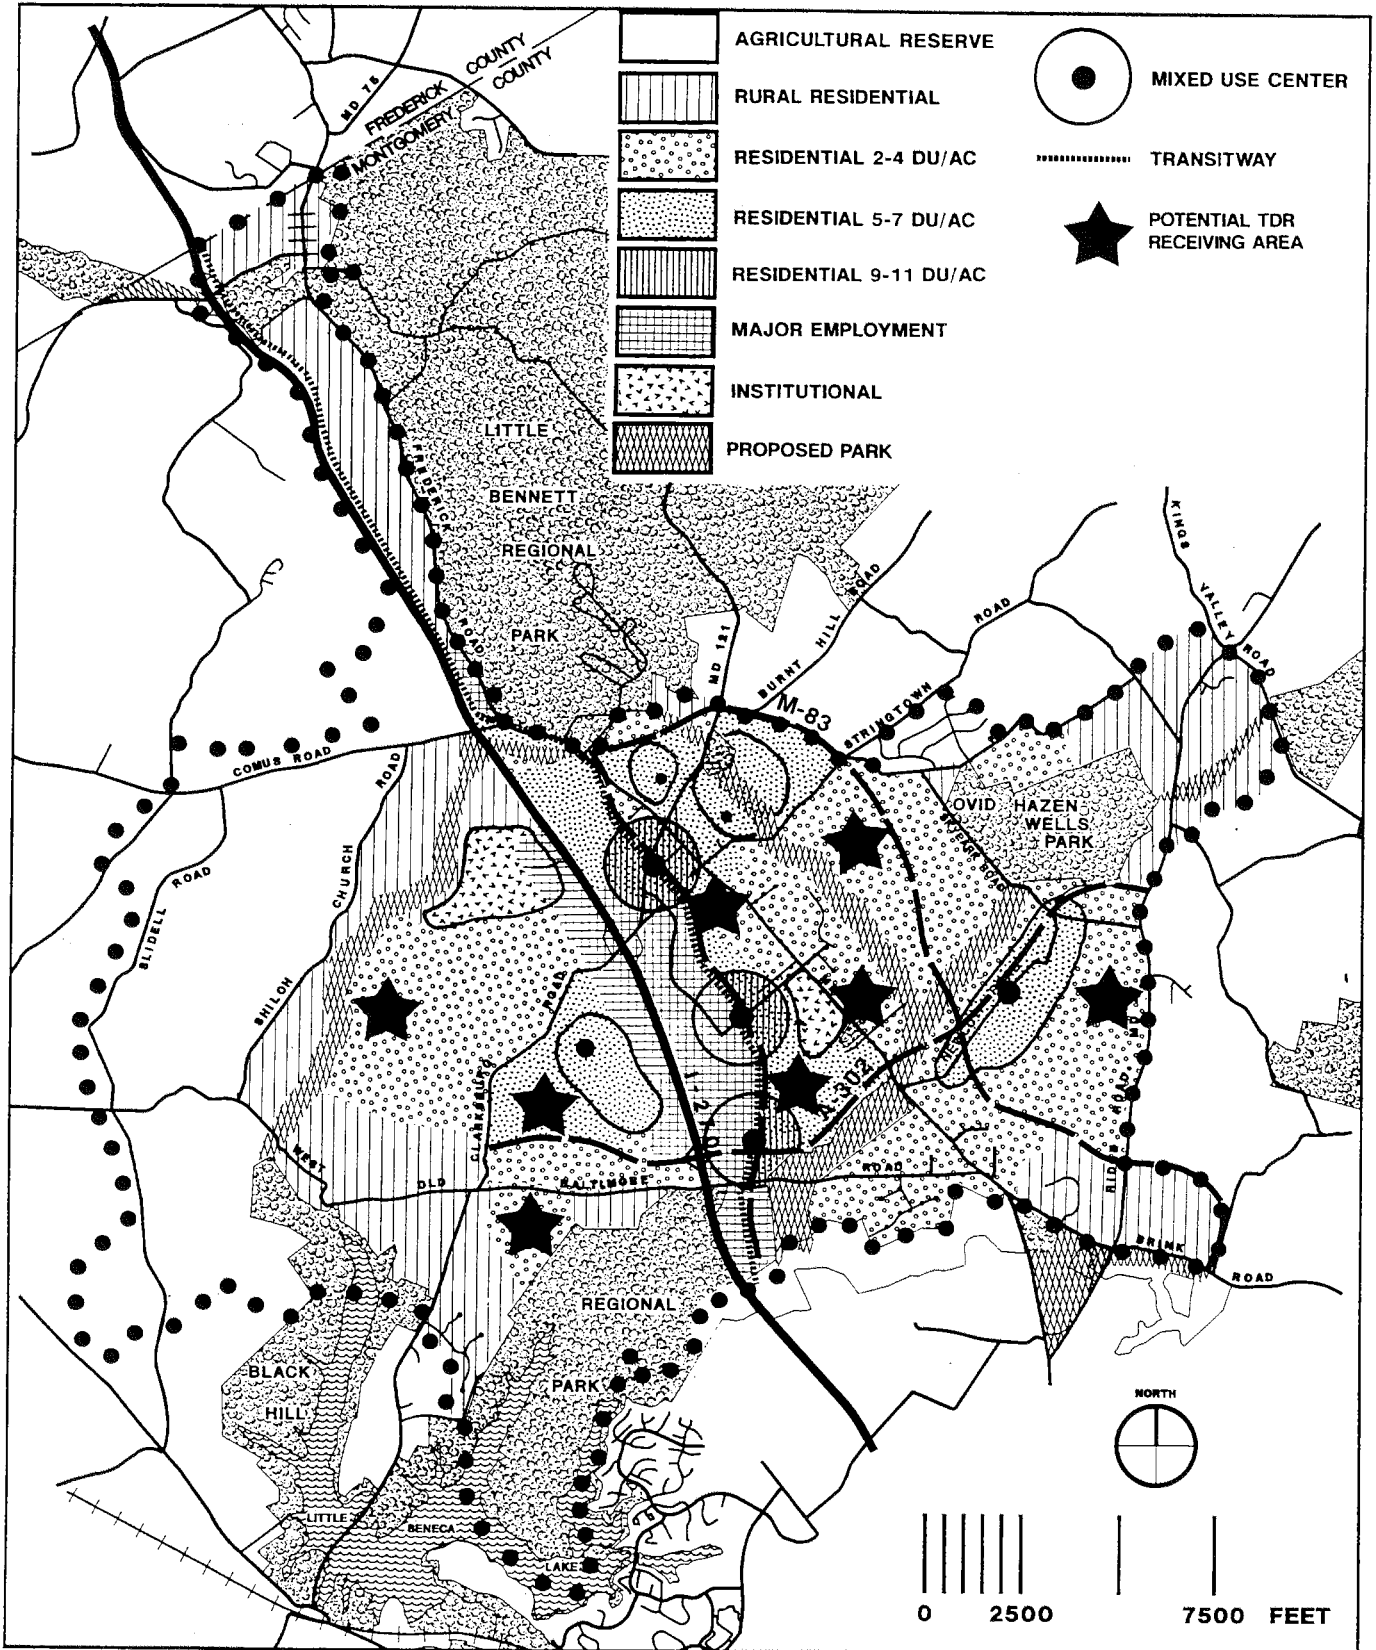 AGRICULTURAL RESERVE
RURAL RESIDENTIAL
RESIDENTIAL 2-4 DU/AC
RESIDENTIAL 5-7 DU/AC
RESIDENTIAL 9-11 DU/AC
MAJOR EMPLOYMENT
INSTITUTIONAL
PROPOSED PARK
MIXED USE CENTER
TRANSITWAY
POTENTIAL TDR
RECEIVING AREA
MD 75
FREDERICK COUNTY
MONTGOMERY COUNTY
LITTLE
BENNETT
REGIONAL
PARK
FREDERICK
ROAD
MD 121
BURNT HILL ROAD
M-83
STRINGTOWN
ROAD
KINGS
VALLEY
ROAD
COMUS ROAD
OVID HAZEN
WELLS
PARK
SKYPARK ROAD
SLIDELL
ROAD
SHILOH
CHURCH
ROAD
CLARKSBURG
ROAD
I-270
A-302
WEST
OLD
BALTIMORE
ROAD
RIDGE
ROAD
BRINK
ROAD
BLACK
HILL
REGIONAL
PARK
LITTLE
BENECA
LAKE
NORTH
0 2500 7500 FEET